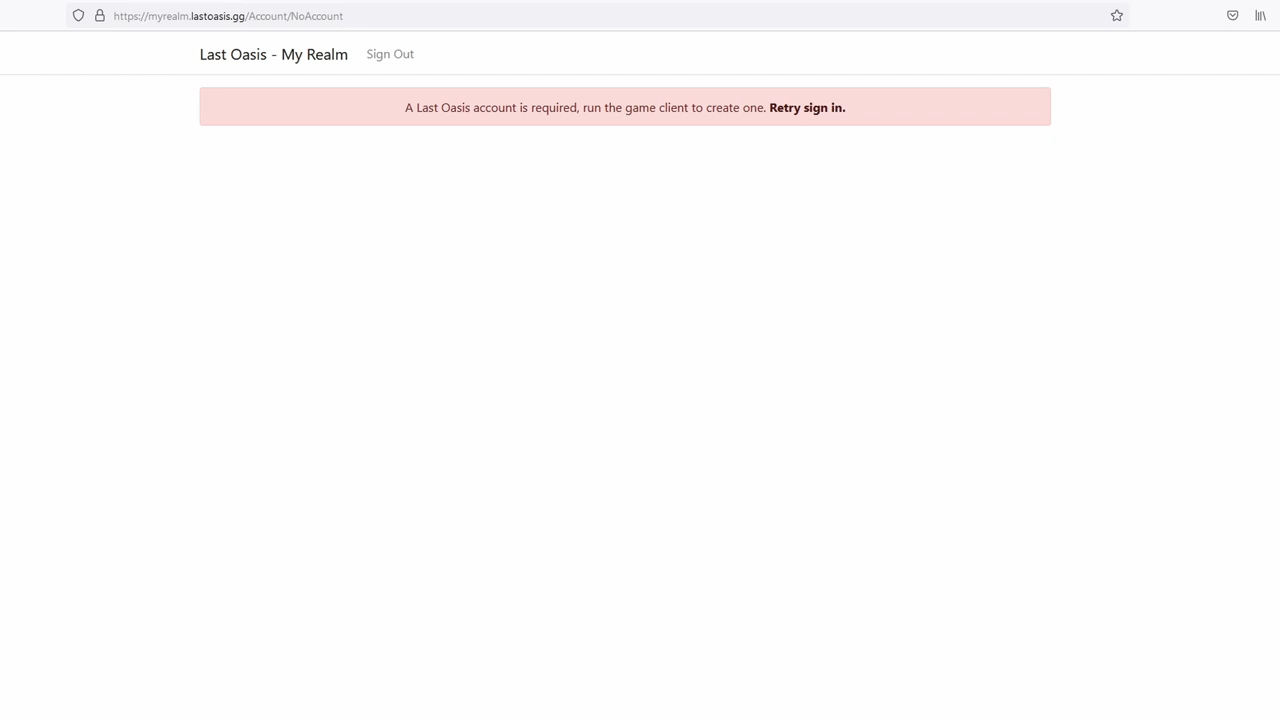 https://myrealm.lastoasis.gg/Account/NoAccount
Last Oasis - My Realm Sign Out
A Last Oasis account is required, run the game client to create one. Retry sign in.